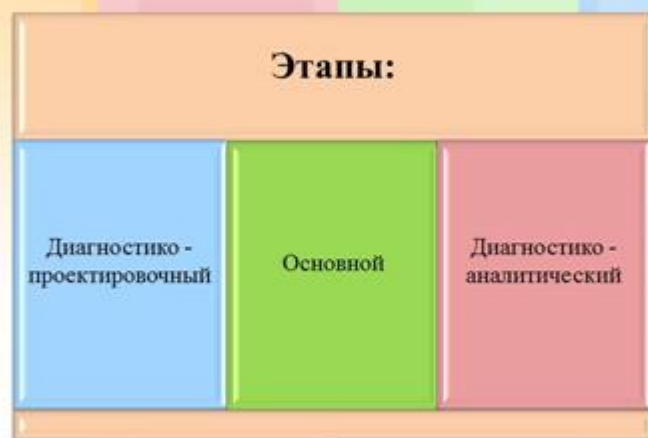 Этапы:
Диагностико -
проектировочный
Основной
Диагностико -
аналитический